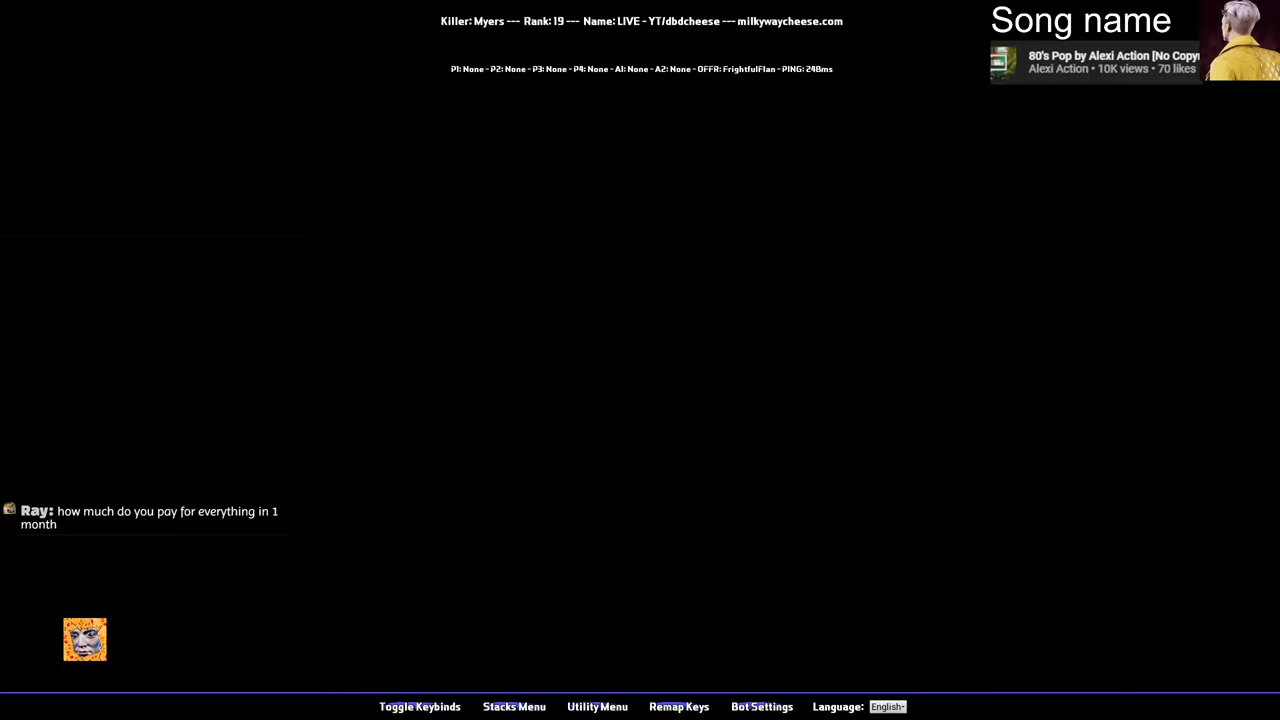 Killer: Myers --- Rank: 19 --- Name: LIVE - YT/dbdcheese --- milkywaycheese.com
Song name
80's Pop by Alexi Action [No Copyr
Alexi Action • 10K views • 70 likes
P1: None - P2: None - P3: None - P4: None - A1: None - A2: None - OFFR: FrightfulFlan - PING: 248ms
Ray: how much do you pay for everything in 1
month
Toggle Keybinds Stacks Menu Utility Menu Remap Keys Bot Settings Language: English